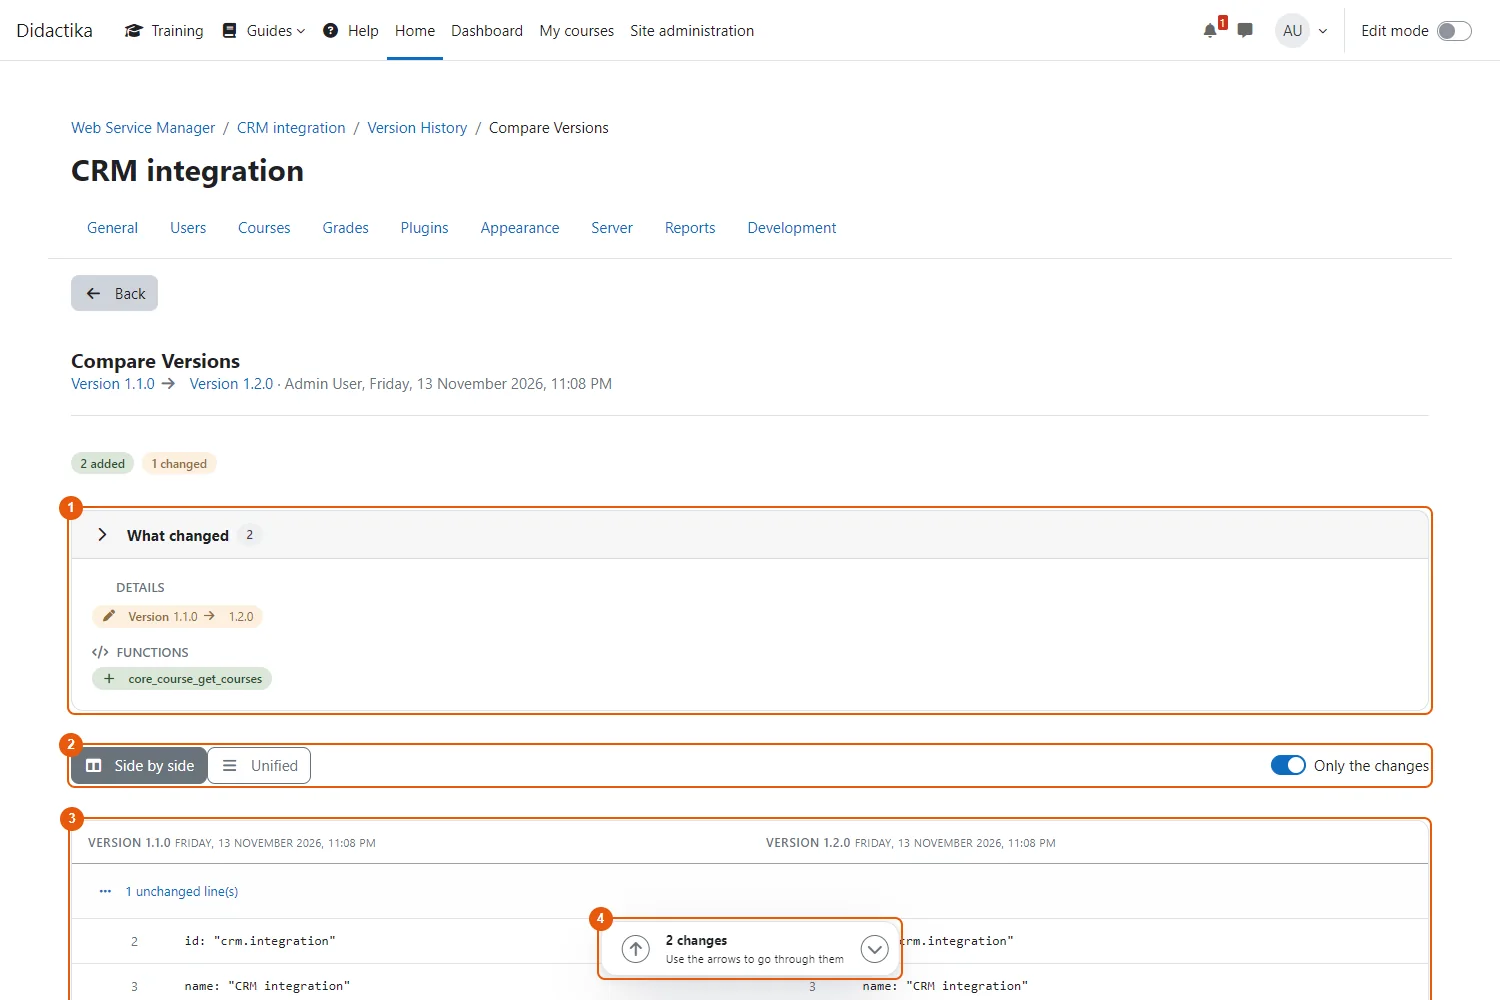 Didactika Training Guides Help Home Dashboard My courses Site administration 1 AU Edit mode
Web Service Manager / CRM integration / Version History / Compare Versions
CRM integration
General Users Courses Grades Plugins Appearance Server Reports Development
Back
Compare Versions
Version 1.1.0 → Version 1.2.0 · Admin User, Friday, 13 November 2026, 11:08 PM
2 added 1 changed
1
What changed 2
DETAILS
Version 1.1.0 → 1.2.0
</> FUNCTIONS
+ core_course_get_courses
2
Side by side Unified Only the changes
3
VERSION 1.1.0 FRIDAY, 13 NOVEMBER 2026, 11:08 PM VERSION 1.2.0 FRIDAY, 13 NOVEMBER 2026, 11:08 PM
··· 1 unchanged line(s)
4
2 id: "crm.integration" crm.integration"
2 changes
Use the arrows to go through them
3 name: "CRM integration" 3 name: "CRM integration"